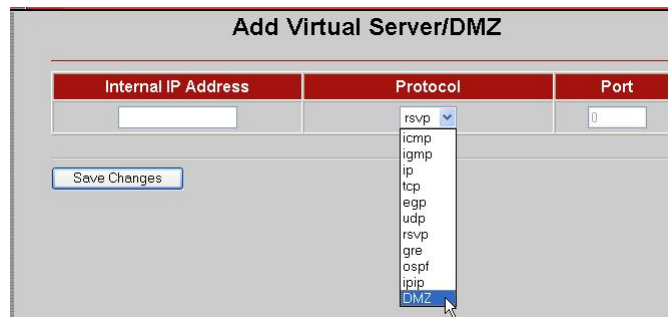 Add Virtual Server/DMZ
Internal IP Address Protocol Port
rsvp 0
icmp
igmp
ip
tcp
egp
udp
rsvp
gre
ospf
ipip
DMZ
Save Changes